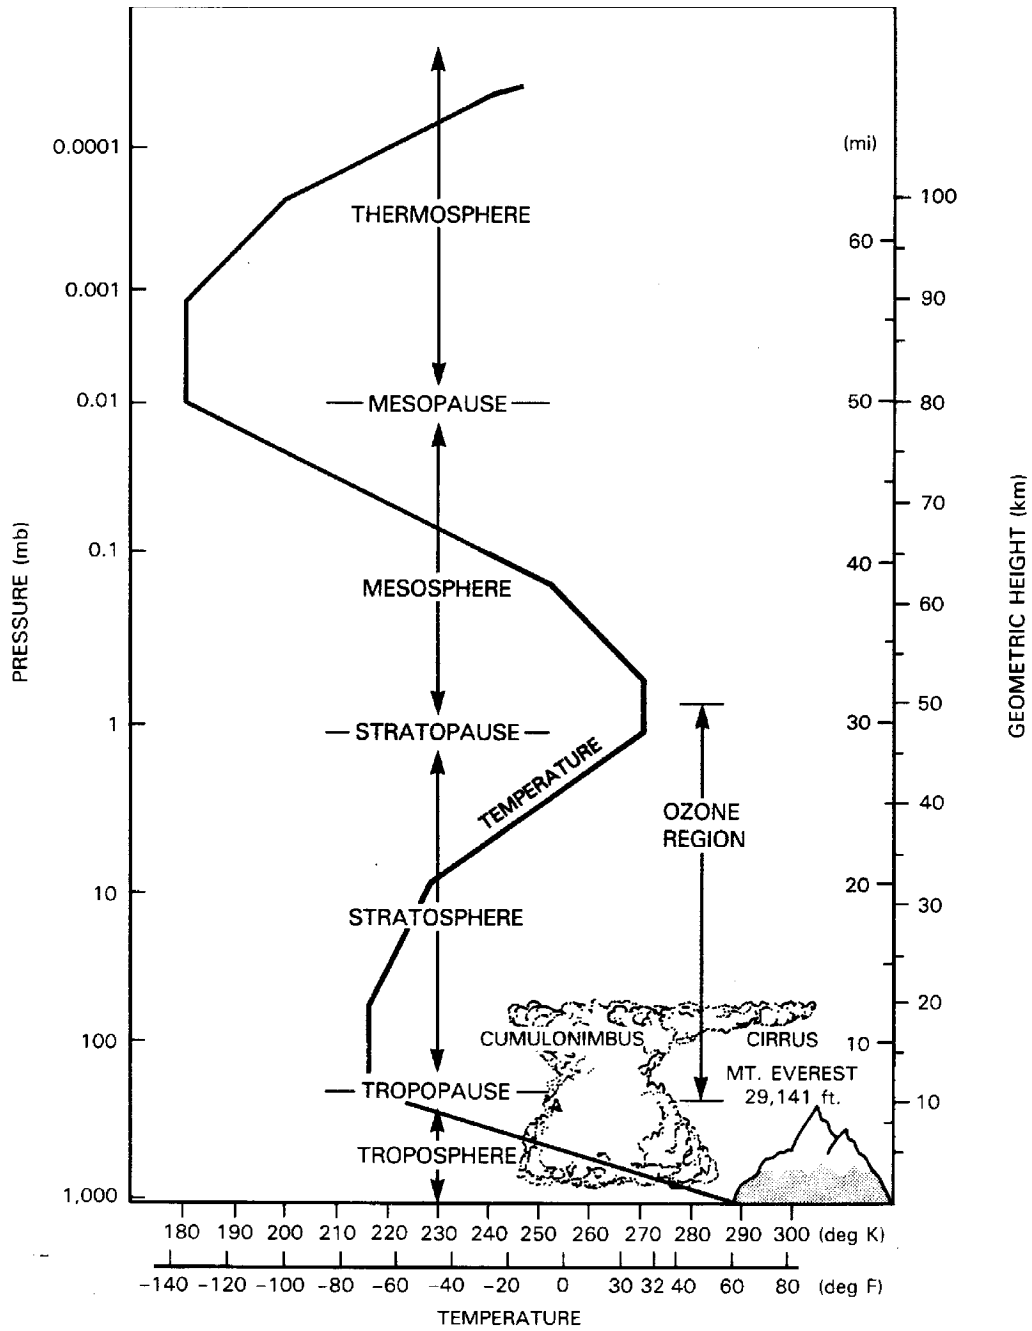 0.0001
(mi)
THERMOSPHERE
100
60
0.001
90
0.01
MESOPAUSE
50
80
70
PRESSURE (mb)
GEOMETRIC HEIGHT (km)
0.1
40
MESOSPHERE
60
50
1
STRATOPAUSE
30
TEMPERATURE
40
OZONE
REGION
10
20
30
STRATOSPHERE
20
CUMULONIMBUS
CIRRUS
100
10
MT. EVEREST
29,141 ft.
TROPOPAUSE
10
A
TROPOSPHERE
1,000
180 190 200 210 220 230 240 250 260 270 280 290 300 (deg K)
-140 -120 -100 -80 -60 -40 -20 0 30 32 40 60 80 (deg F)
TEMPERATURE